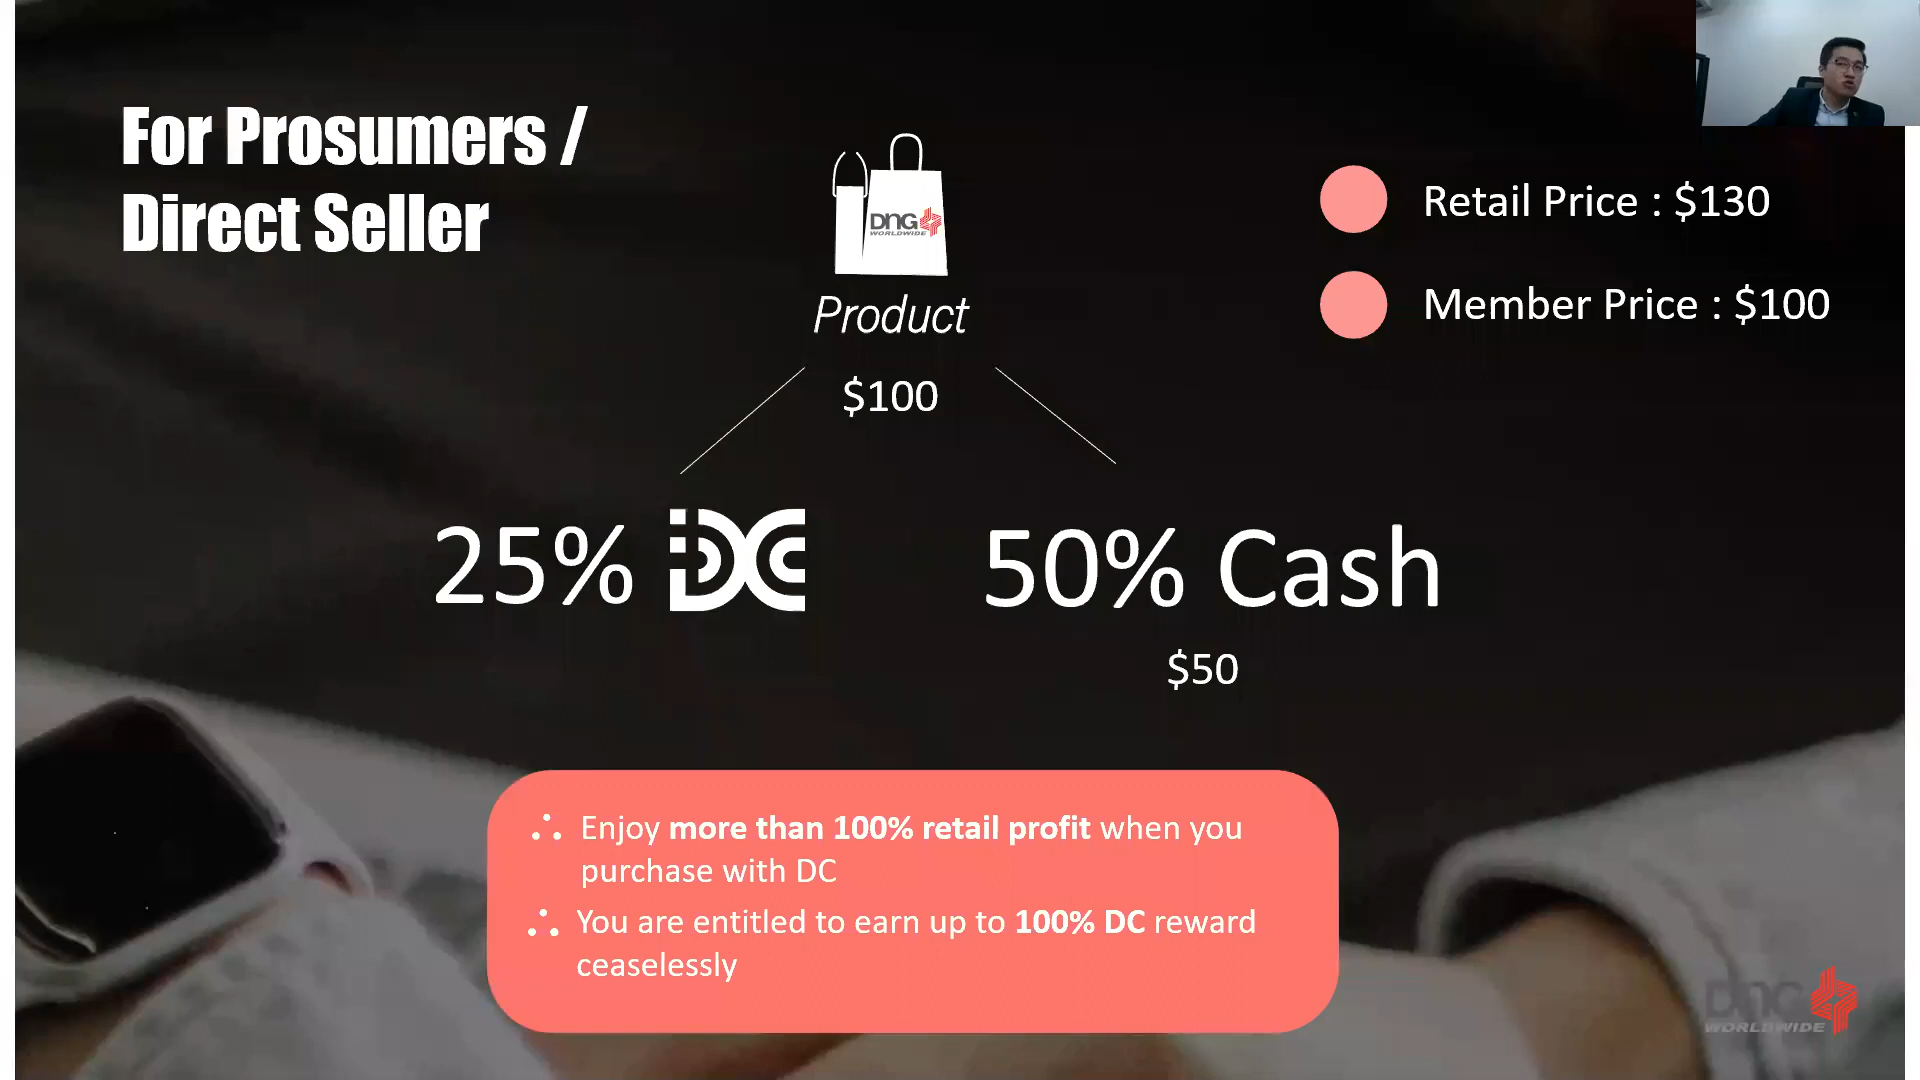 For Prosumers /
Direct Seller
DNG
WORLDWIDE
Product
$100
Retail Price : $130
Member Price : $100
25% DC
50% Cash
$50
∴ Enjoy more than 100% retail profit when you
purchase with DC
∴ You are entitled to earn up to 100% DC reward
ceaselessly
DNG
WORLDWIDE